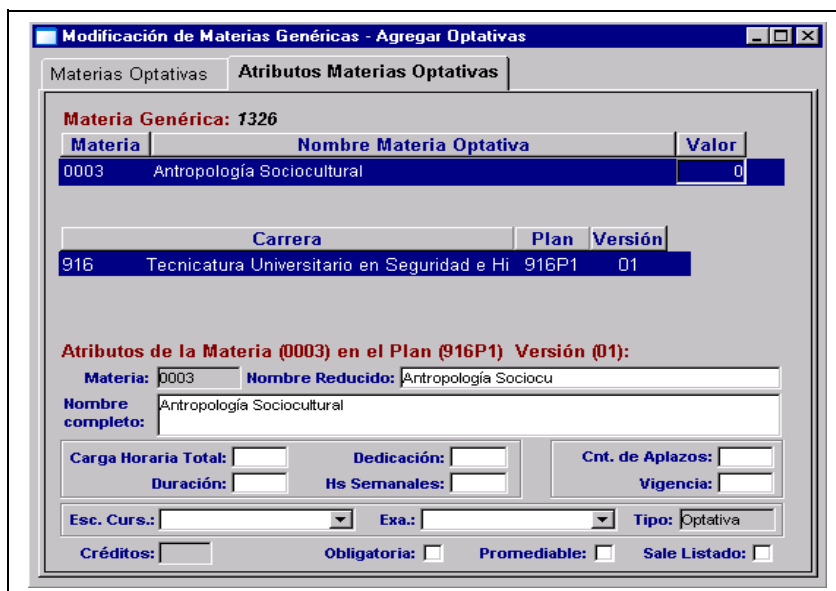 Modificación de Materias Genéricas - Agregar Optativas
Materias Optativas Atributos Materias Optativas
Materia Genérica: 1326
Materia Nombre Materia Optativa Valor
0003 Antropología Sociocultural 0
Carrera Plan Versión
916 Tecnicatura Universitario en Seguridad e Hi 916P1 01
Atributos de la Materia (0003) en el Plan (916P1) Versión (01):
Materia: 0003 Nombre Reducido: Antropología Sociocu
Nombre completo: Antropología Sociocultural
Carga Horaria Total: Dedicación: Cnt. de Aplazos:
Duración: Hs Semanales: Vigencia:
Esc. Curs.: Exa.: Tipo: Optativa
Créditos: Obligatoria: Promediable: Sale Listado: